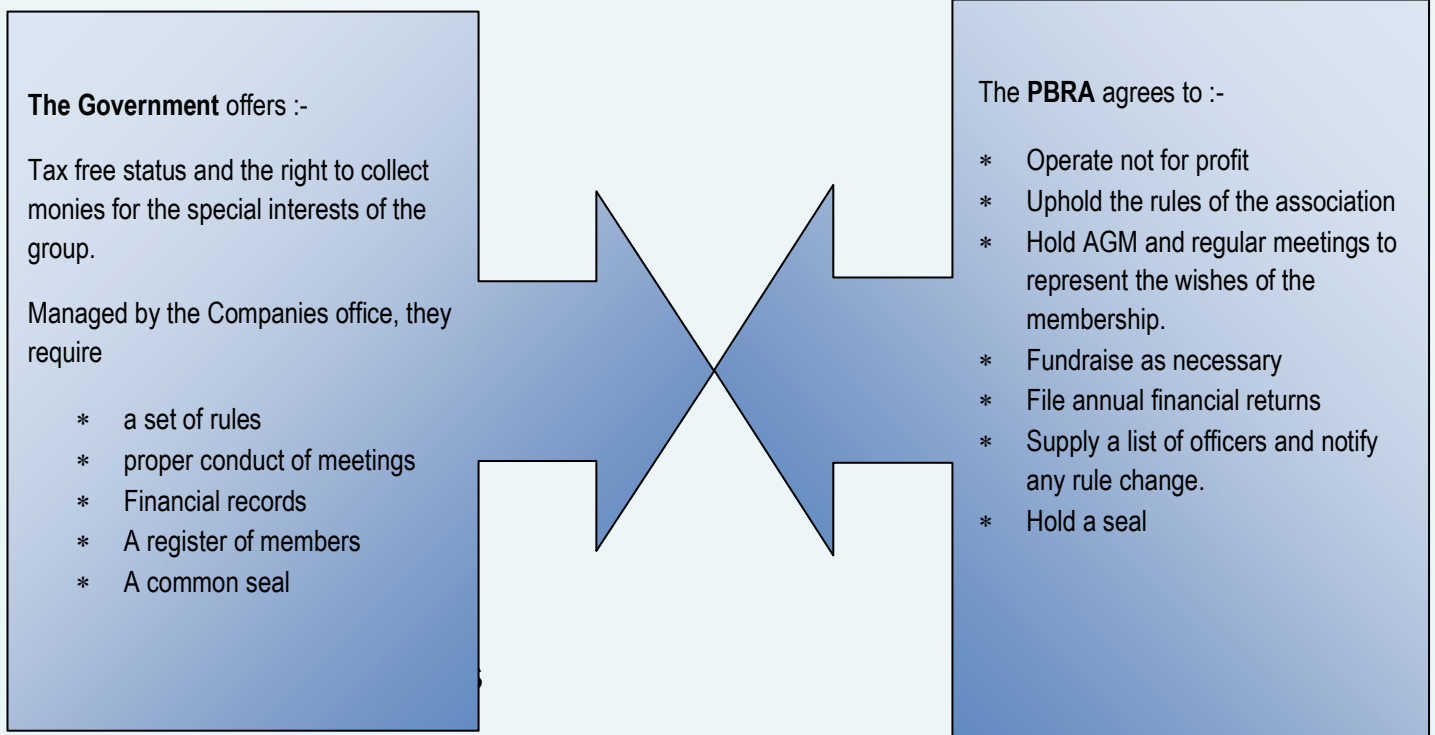 The Government offers :-
Tax free status and the right to collect
monies for the special interests of the
group.
Managed by the Companies office, they
require
* a set of rules
* proper conduct of meetings
* Financial records
* A register of members
* A common seal
The PBRA agrees to :-
* Operate not for profit
* Uphold the rules of the association
* Hold AGM and regular meetings to
represent the wishes of the
membership.
* Fundraise as necessary
* File annual financial returns
* Supply a list of officers and notify
any rule change.
* Hold a seal